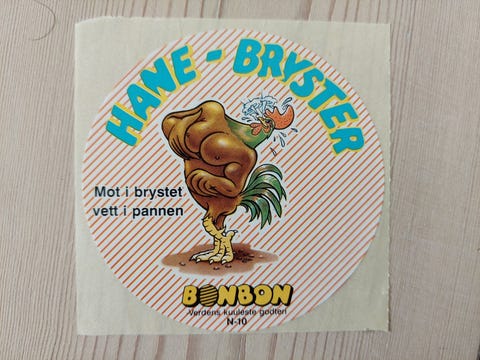 HANE - BRYSTER
Mot i brystet
vett i pannen
BONBON
Verdens kuuleste godteri
N-10